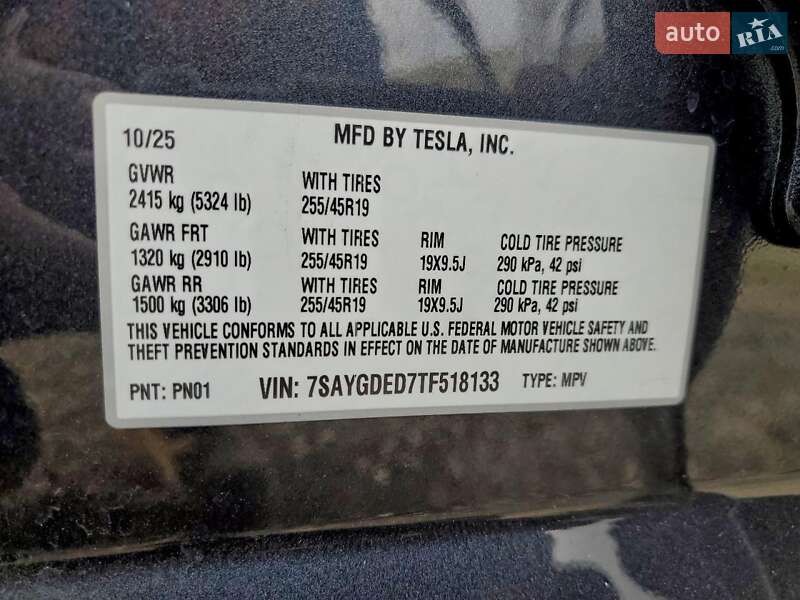 auto RIA.com
10/25 MFD BY TESLA, INC.
GVWR
2415 kg (5324 lb)
WITH TIRES
255/45R19
GAWR FRT WITH TIRES RIM COLD TIRE PRESSURE
1320 kg (2910 lb) 255/45R19 19X9.5J 290 kPa, 42 psi
GAWR RR WITH TIRES RIM COLD TIRE PRESSURE
1500 kg (3306 lb) 255/45R19 19X9.5J 290 kPa, 42 psi
THIS VEHICLE CONFORMS TO ALL APPLICABLE U.S. FEDERAL MOTOR VEHICLE SAFETY AND
THEFT PREVENTION STANDARDS IN EFFECT ON THE DATE OF MANUFACTURE SHOWN ABOVE.
PNT: PN01 VIN: 7SAYGDED7TF518133 TYPE: MPV